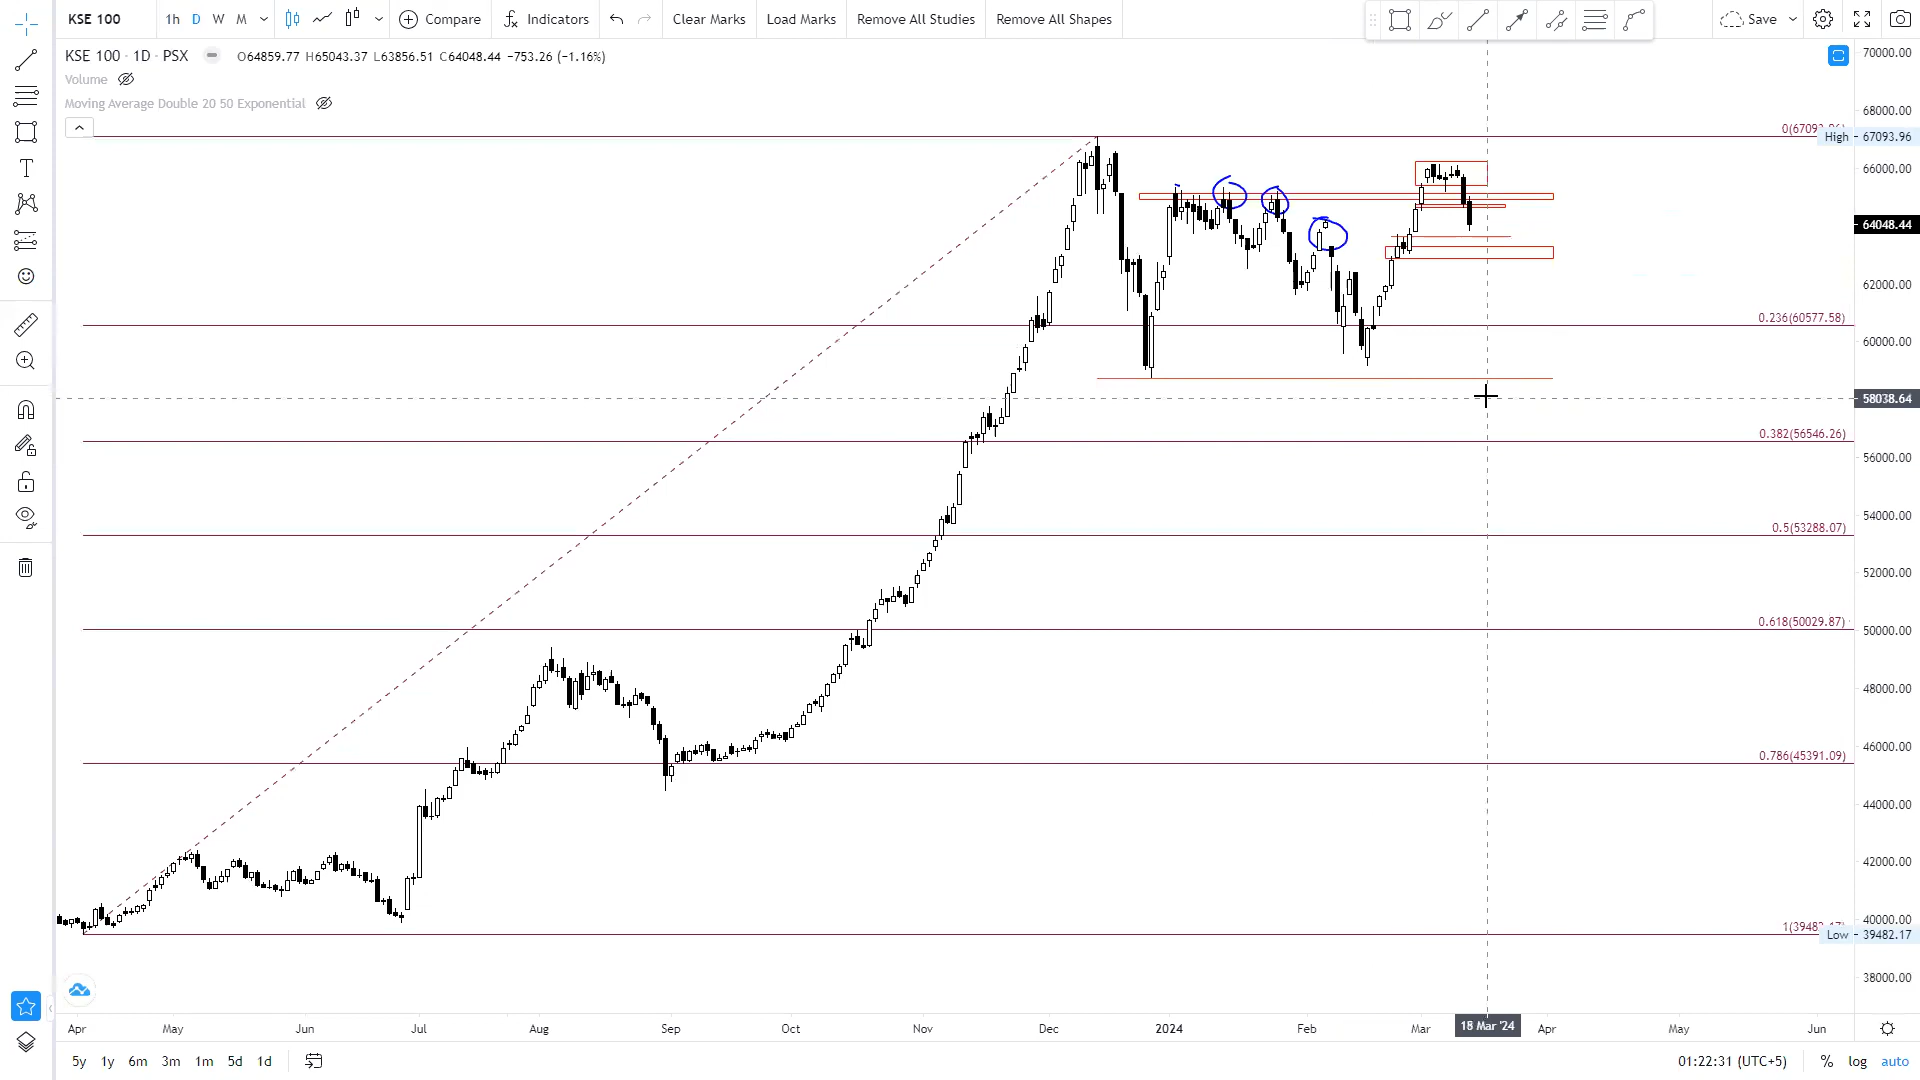 KSE 100 1h D W M Compare Indicators Clear Marks Load Marks Remove All Studies Remove All Shapes Save
KSE 100 · 1D · PSX O64859.77 H65043.37 L63856.51 C64048.44 −753.26 (−1.16%)
Volume
Moving Average Double 20 50 Exponential
70000.00
68000.00
High 67093.96
66000.00
64048.44
62000.00
0.236(60577.58)
60000.00
58038.64
0.382(56546.26)
56000.00
0.5(53288.07)
54000.00
52000.00
0.618(50029.87)
50000.00
48000.00
46000.00
0.786(45391.09)
44000.00
42000.00
40000.00
Low 39482.17
38000.00
Apr May Jun Jul Aug Sep Oct Nov Dec 2024 Feb Mar 18 Mar '24 Apr May Jun
5y 1y 6m 3m 1m 5d 1d 01:22:31 (UTC+5) % log auto